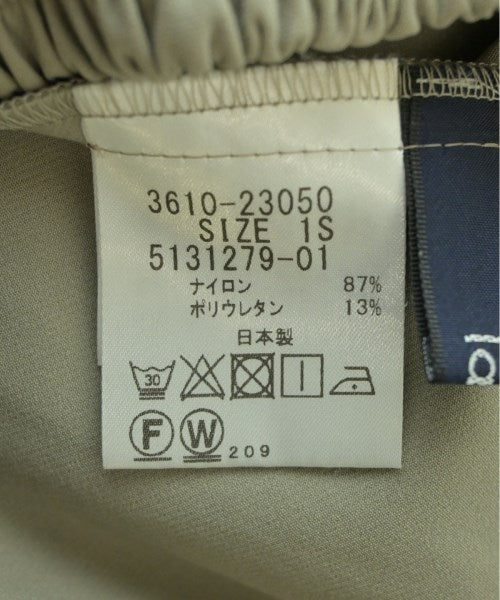 3610-23050
SIZE 1S
5131279-01
ナイロン 87%
ポリウレタン 13%
日本製
30
F W 209